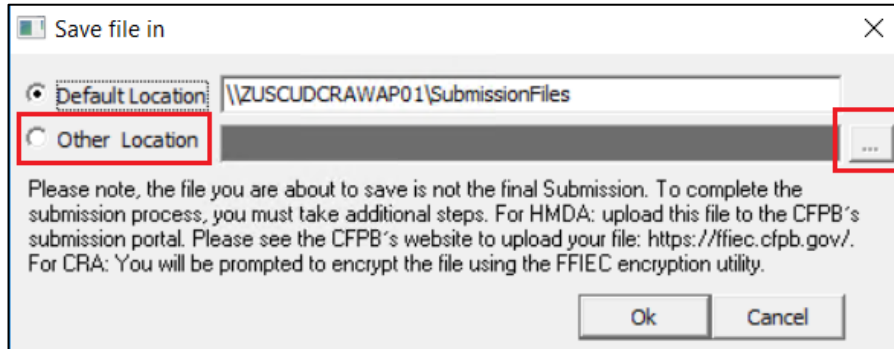 Save file in
Default Location \\ZUSCUDCRAWAP01\SubmissionFiles
Other Location ...
Please note, the file you are about to save is not the final Submission. To complete the
submission process, you must take additional steps. For HMDA: upload this file to the CFPB´s
submission portal. Please see the CFPB´s website to upload your file: https://ffiec.cfpb.gov/.
For CRA: You will be prompted to encrypt the file using the FFIEC encryption utility.
Ok Cancel